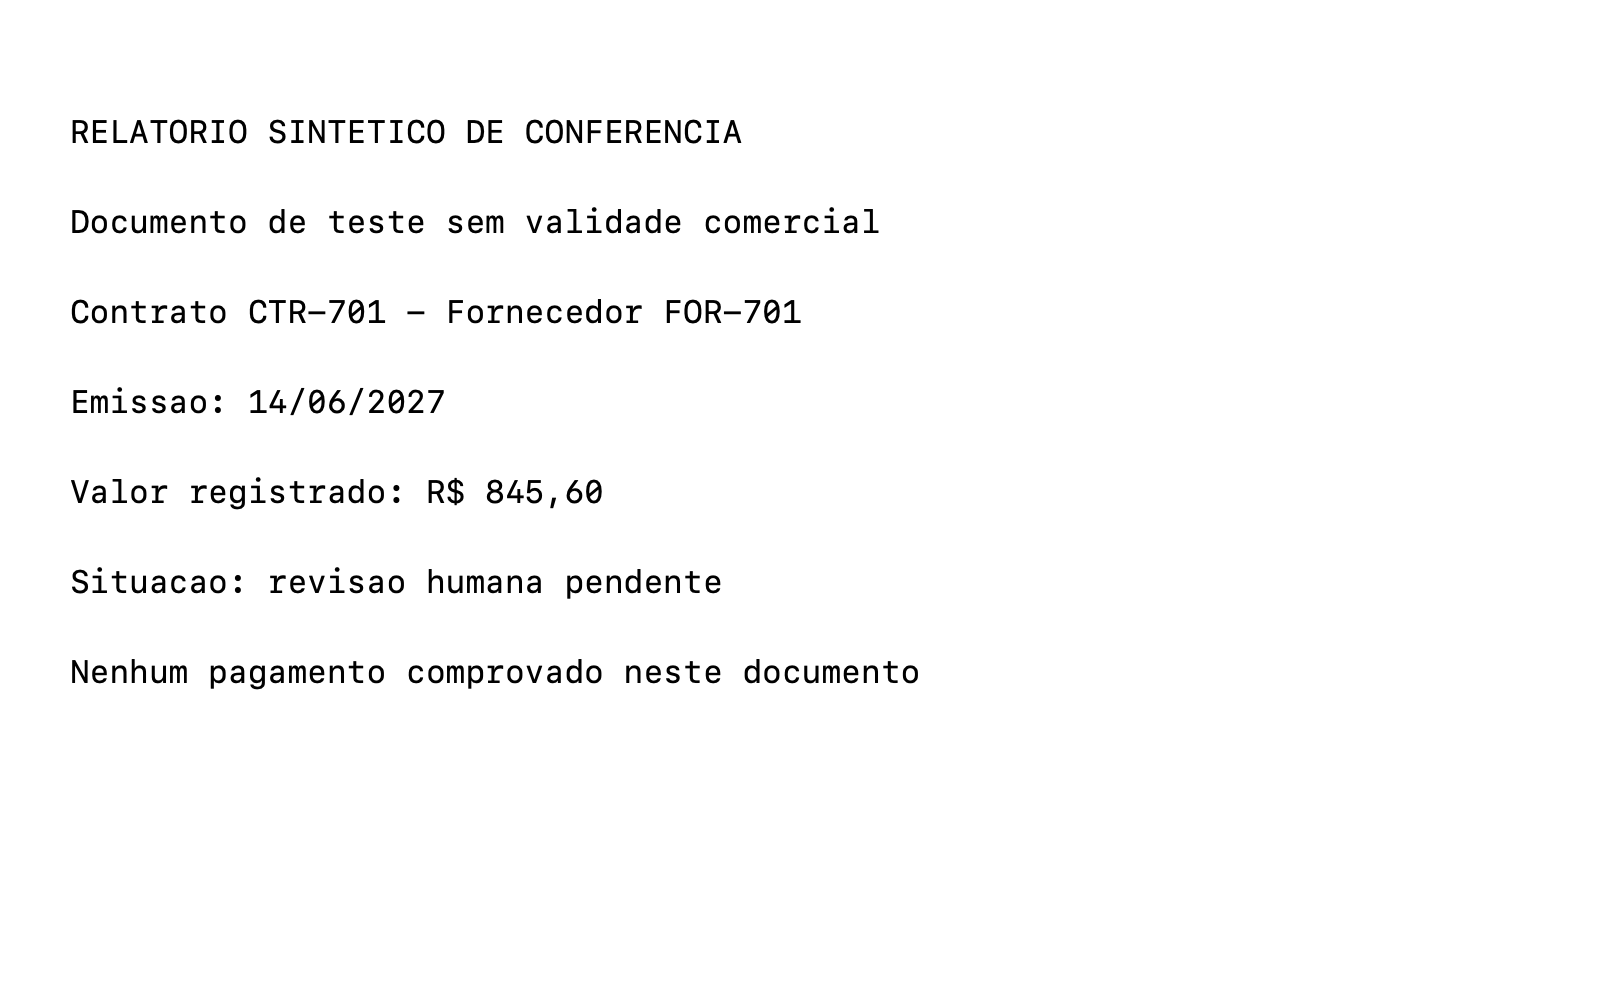 RELATORIO SINTETICO DE CONFERENCIA
Documento de teste sem validade comercial
Contrato CTR-701 - Fornecedor FOR-701
Emissao: 14/06/2027
Valor registrado: R$ 845,60
Situacao: revisao humana pendente
Nenhum pagamento comprovado neste documento